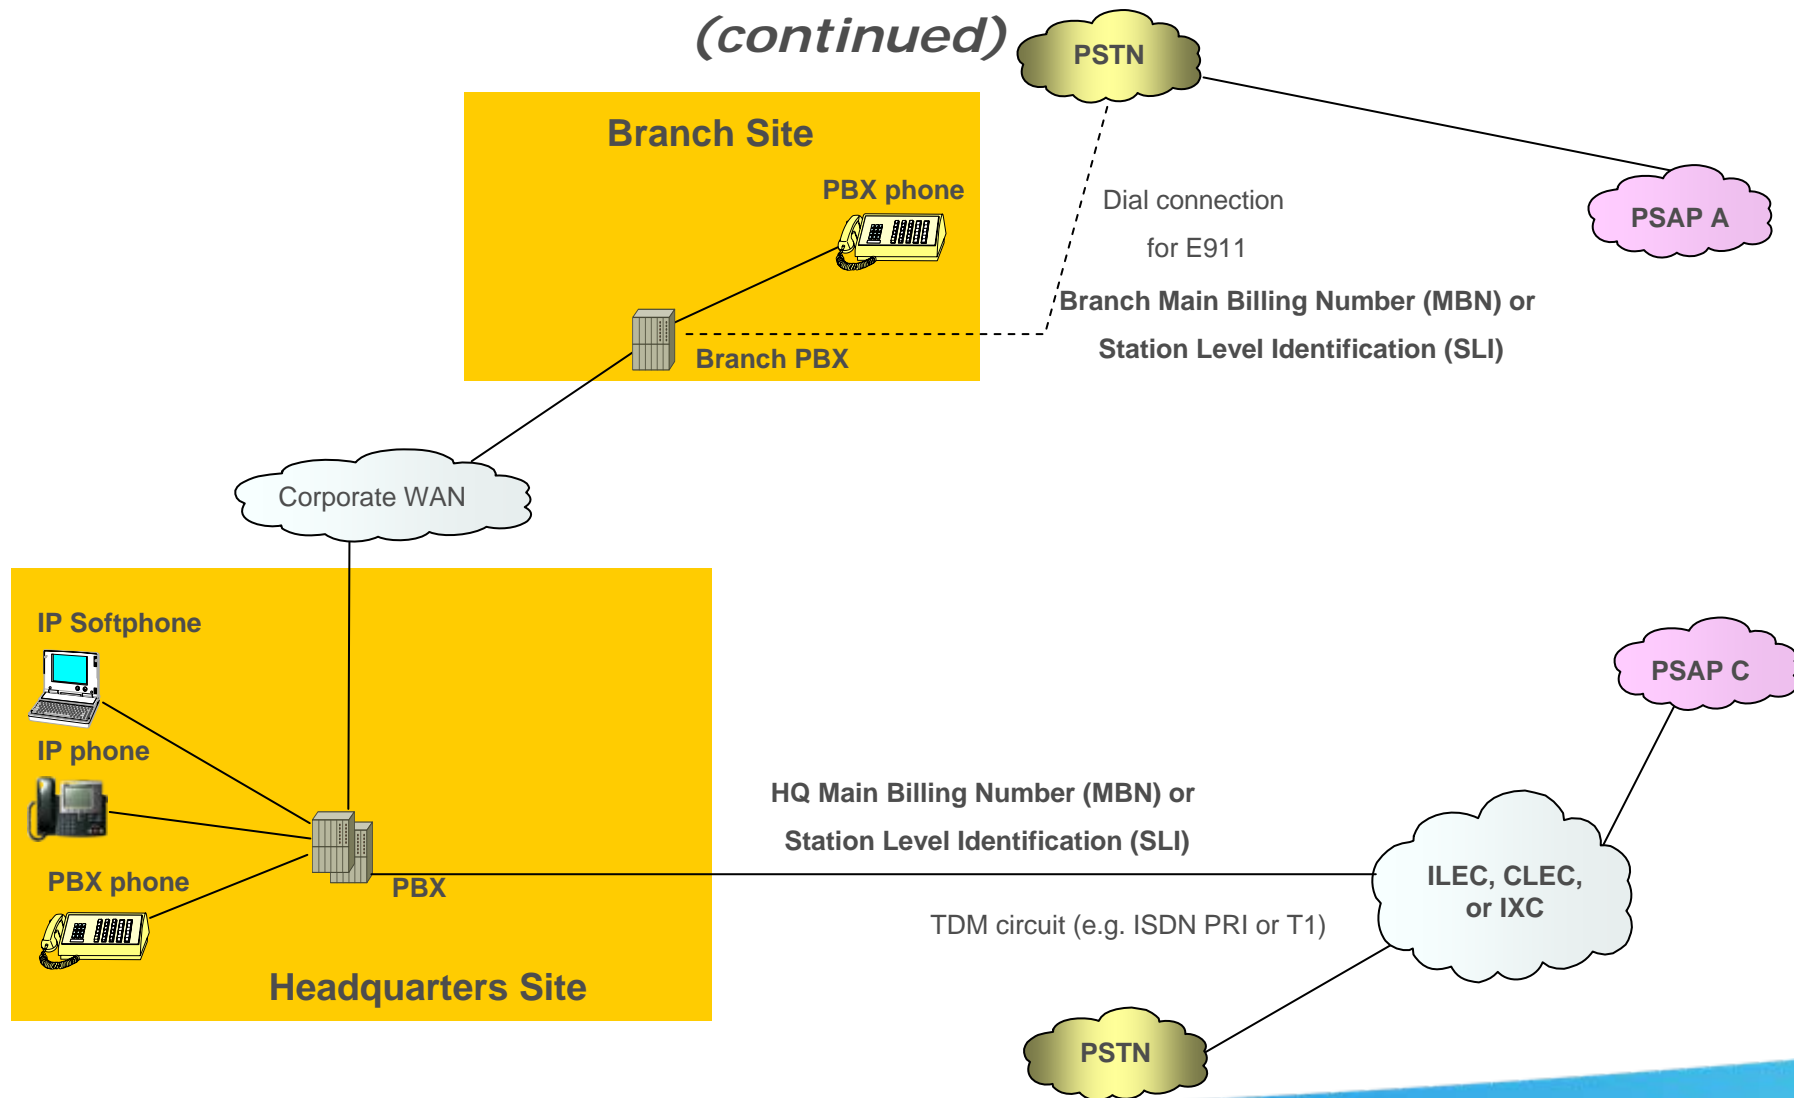 (continued)
PSTN
Branch Site
PBX phone
Dial connection
for E911
PSAP A
Branch Main Billing Number (MBN) or
Station Level Identification (SLI)
Branch PBX
Corporate WAN
IP Softphone
IP phone
PBX phone
PBX
Headquarters Site
HQ Main Billing Number (MBN) or
Station Level Identification (SLI)
TDM circuit (e.g. ISDN PRI or T1)
PSAP C
ILEC, CLEC,
or IXC
PSTN